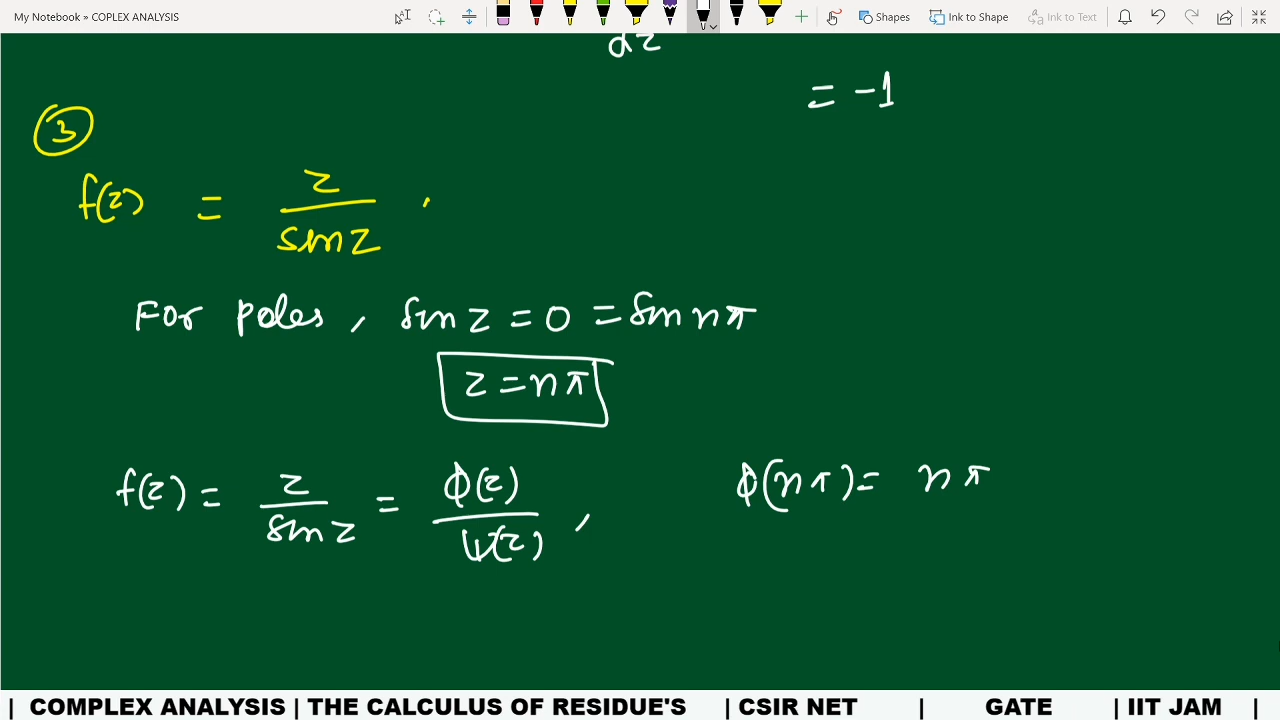 My Notebook » COPLEX ANALYSIS
Shapes
Ink to Shape
Ink to Text
dz
= -1
3
f(z) = z / sin z .
For poles, sin z = 0 = sin nπ
z = nπ
f(z) = z / sin z = ϕ(z) / ψ(z) ,
ϕ(nπ) = nπ
| COMPLEX ANALYSIS | THE CALCULUS OF RESIDUE'S | CSIR NET | GATE | IIT JAM |